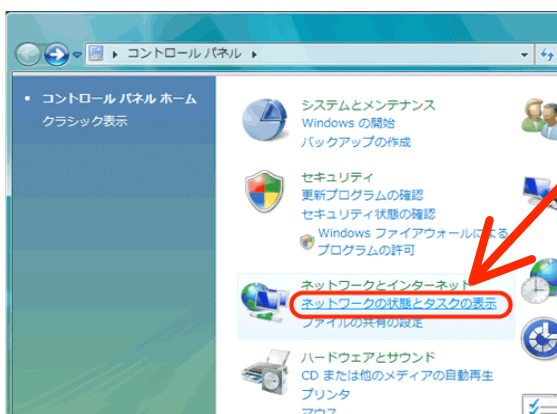 コントロール パネル
コントロール パネル ホーム
クラシック表示
システムとメンテナンス
Windows の開始
バックアップの作成
セキュリティ
更新プログラムの確認
セキュリティ状態の確認
Windows ファイアウォールによる
プログラムの許可
ネットワークとインターネット
ネットワークの状態とタスクの表示
ファイルの共有の設定
ハードウェアとサウンド
CD または他のメディアの自動再生
プリンタ
マウス